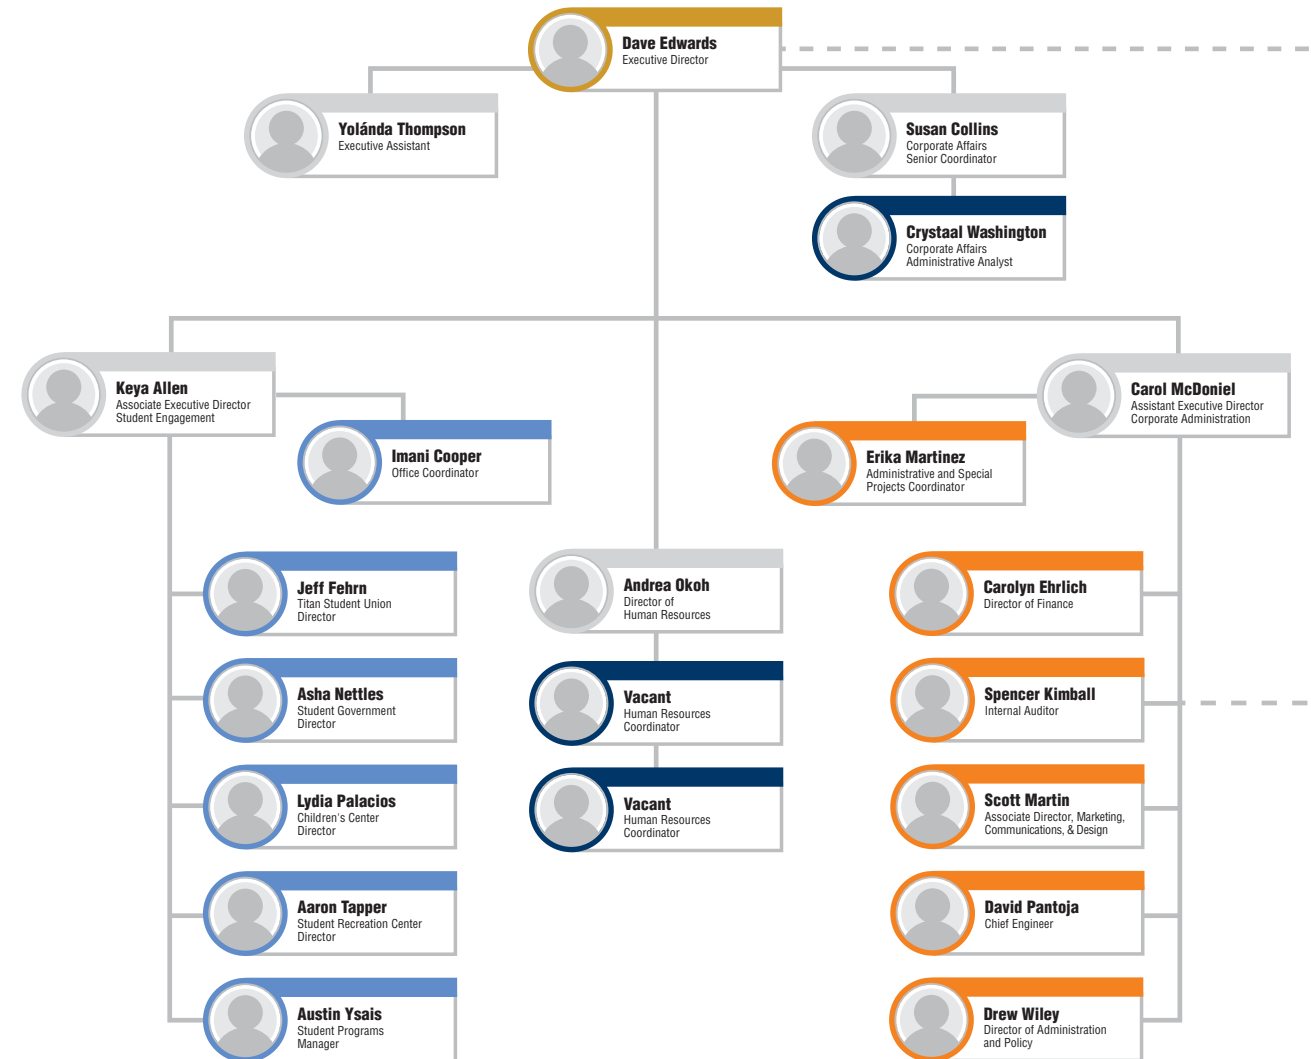 Dave Edwards
Executive Director
Yolánda Thompson
Executive Assistant
Susan Collins
Corporate Affairs
Senior Coordinator
Crystaal Washington
Corporate Affairs
Administrative Analyst
Keya Allen
Associate Executive Director
Student Engagement
Carol McDoniel
Assistant Executive Director
Corporate Administration
Imani Cooper
Office Coordinator
Erika Martinez
Administrative and Special
Projects Coordinator
Jeff Fehrn
Titan Student Union
Director
Andrea Okoh
Director of
Human Resources
Carolyn Ehrlich
Director of Finance
Asha Nettles
Student Government
Director
Vacant
Human Resources
Coordinator
Spencer Kimball
Internal Auditor
Lydia Palacios
Children's Center
Director
Vacant
Human Resources
Coordinator
Scott Martin
Associate Director, Marketing,
Communications, & Design
Aaron Tapper
Student Recreation Center
Director
David Pantoja
Chief Engineer
Austin Ysais
Student Programs
Manager
Drew Wiley
Director of Administration
and Policy